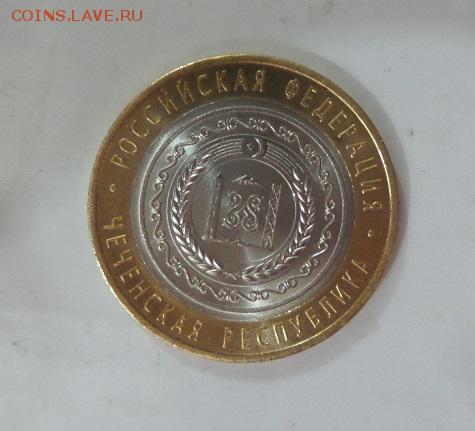 COINS.LAVE.RU
РОССИЙСКАЯ ФЕДЕРАЦИЯ
ЧЕЧЕНСКАЯ РЕСПУБЛИКА